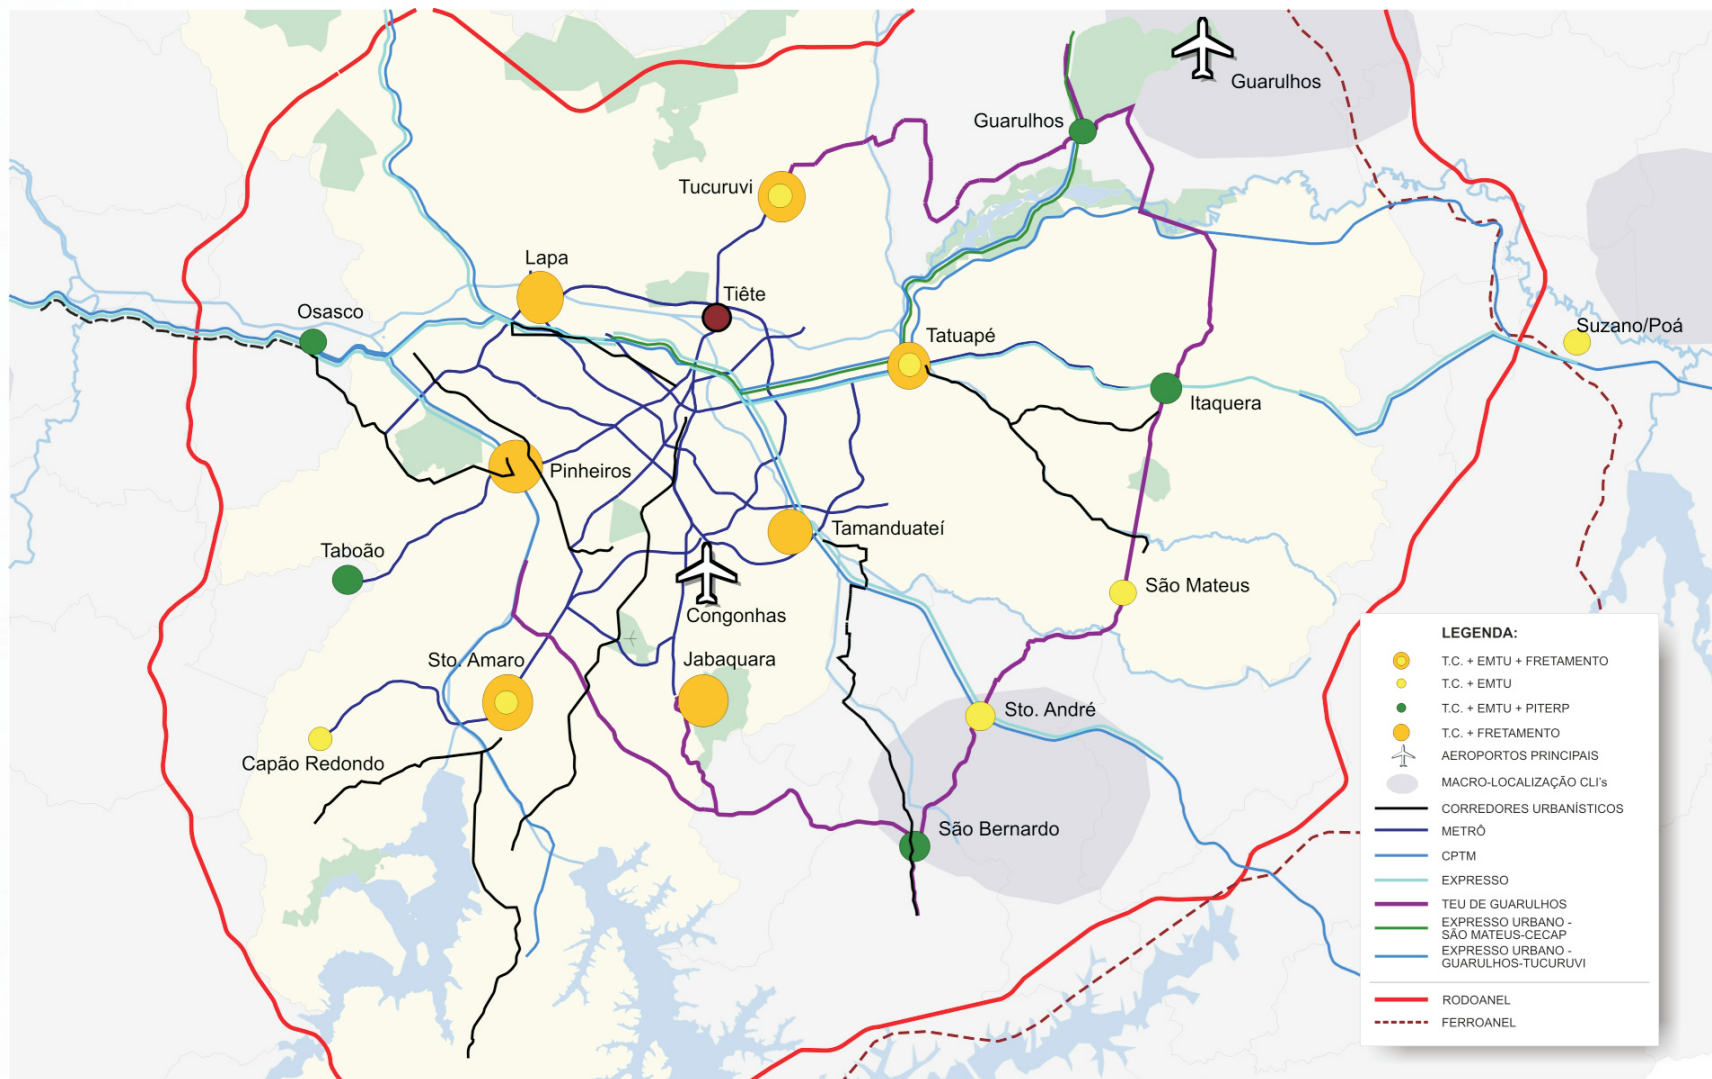 Guarulhos
Guarulhos
Tucuruvi
Lapa
Tiête
Osasco
Tatuapé
Suzano/Poá
Itaquera
Pinheiros
Tamanduateí
Taboão
São Mateus
Congonhas
Sto. Amaro
Jabaquara
Sto. André
Capão Redondo
São Bernardo
LEGENDA:
T.C. + EMTU + FRETAMENTO
T.C. + EMTU
T.C. + EMTU + PITERP
T.C. + FRETAMENTO
AEROPORTOS PRINCIPAIS
MACRO-LOCALIZAÇÃO CLI's
CORREDORES URBANÍSTICOS
METRÔ
CPTM
EXPRESSO
TEU DE GUARULHOS
EXPRESSO URBANO -
SÃO MATEUS-CECAP
EXPRESSO URBANO -
GUARULHOS-TUCURUVI
RODOANEL
FERROANEL